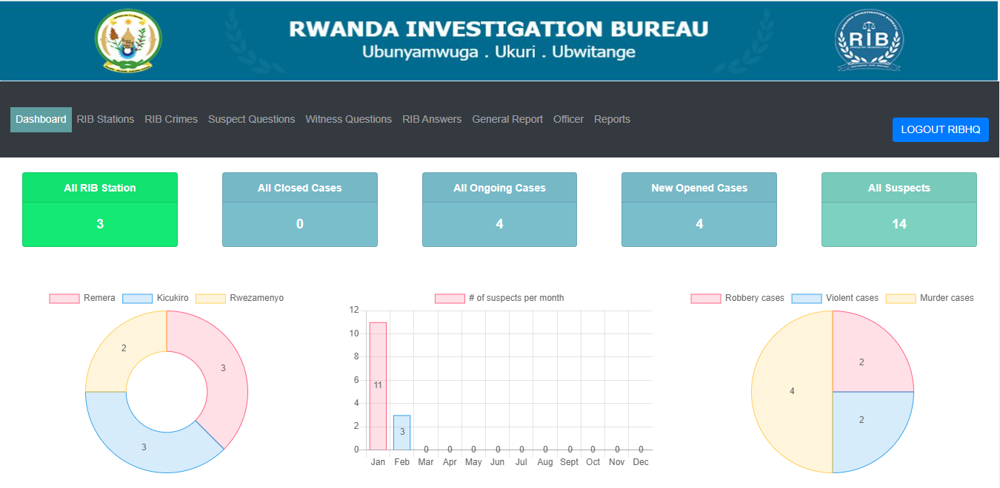 RWANDA INVESTIGATION BUREAU
Ubunyamwuga . Ukuri . Ubwitange
RWANDA INVESTIGATION BUREAU
RIB
Dashboard RIB Stations RIB Crimes Suspect Questions Witness Questions RIB Answers General Report Officer Reports
LOGOUT RIBHQ
All RIB Station
3
All Closed Cases
0
All Ongoing Cases
4
New Opened Cases
4
All Suspects
14
Remera Kicukiro Rwezamenyo
2
3
3
# of suspects per month
12
10
8
6
4
2
0
11
3
0 0 0 0 0 0 0 0 0 0
Jan Feb Mar Apr May Jun Jul Aug Sept Oct Nov Dec
Robbery cases Violent cases Murder cases
2
4
2